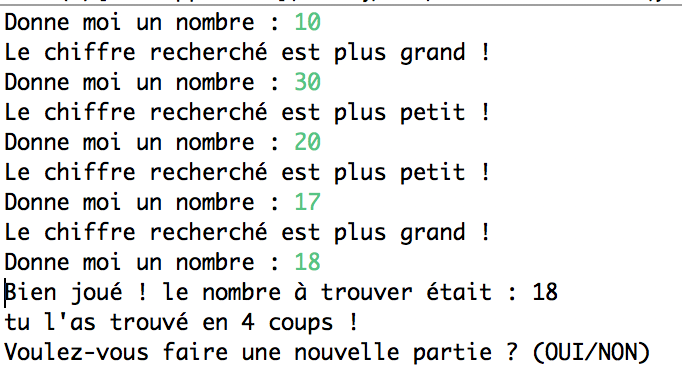 Donne moi un nombre : 10
Le chiffre recherché est plus grand !
Donne moi un nombre : 30
Le chiffre recherché est plus petit !
Donne moi un nombre : 20
Le chiffre recherché est plus petit !
Donne moi un nombre : 17
Le chiffre recherché est plus grand !
Donne moi un nombre : 18
Bien joué ! le nombre à trouver était : 18
tu l'as trouvé en 4 coups !
Voulez-vous faire une nouvelle partie ? (OUI/NON)